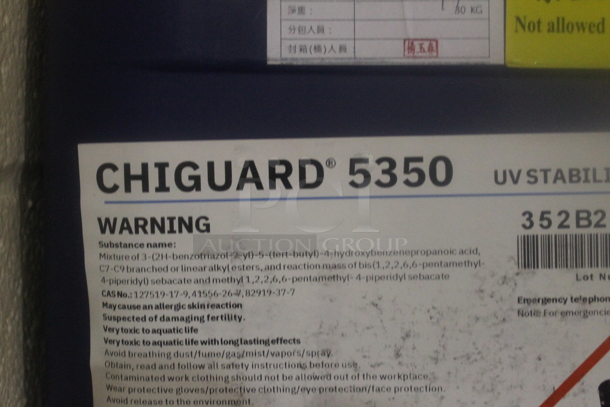 淨重：
80 KG
分包人員：
封箱(桶)人員
Not allowed
CHIGUARD® 5350
UV STABILI
WARNING
352B2
Substance name:
Mixture of 3-(2H-benzotriazol-2-yl)-5-(tert-butyl)-4-hydroxybenzenepropanoic acid,
C7-C9 branched or linear alkyl esters, and reaction mass of bis(1,2,2,6,6-pentamethyl-
4-piperidyl) sebacate and methyl 1,2,2,6,6-pentamethyl-4-piperidyl sebacate
CAS No.: 127519-17-9, 41556-26-7, 82919-37-7
May cause an allergic skin reaction
Suspected of damaging fertility.
Very toxic to aquatic life
Very toxic to aquatic life with long lasting effects
Avoid breathing dust/fume/gas/mist/vapors/spray.
Obtain, read and follow all safety instructions before use.
Contaminated work clothing should not be allowed out of the workplace.
Wear protective gloves/protective clothing/eye protection/face protection.
Avoid release to the environment.
Lot N
Emergency telephon
Note: For emergencie
PCI
AUCTION GROUP